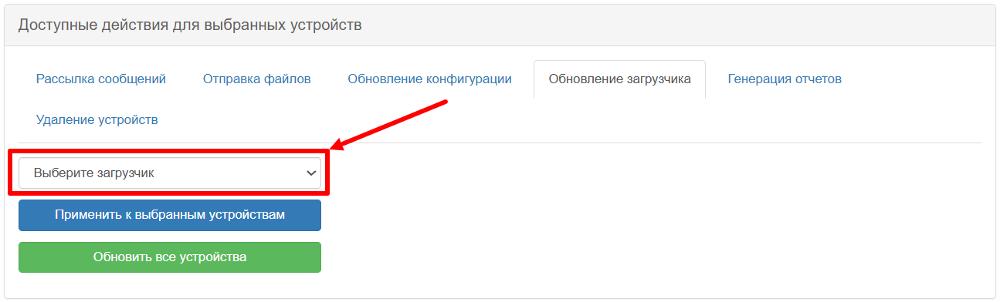 Доступные действия для выбранных устройств
Рассылка сообщений Отправка файлов Обновление конфигурации Обновление загрузчика Генерация отчетов
Удаление устройств
Выберите загрузчик
Применить к выбранным устройствам
Обновить все устройства